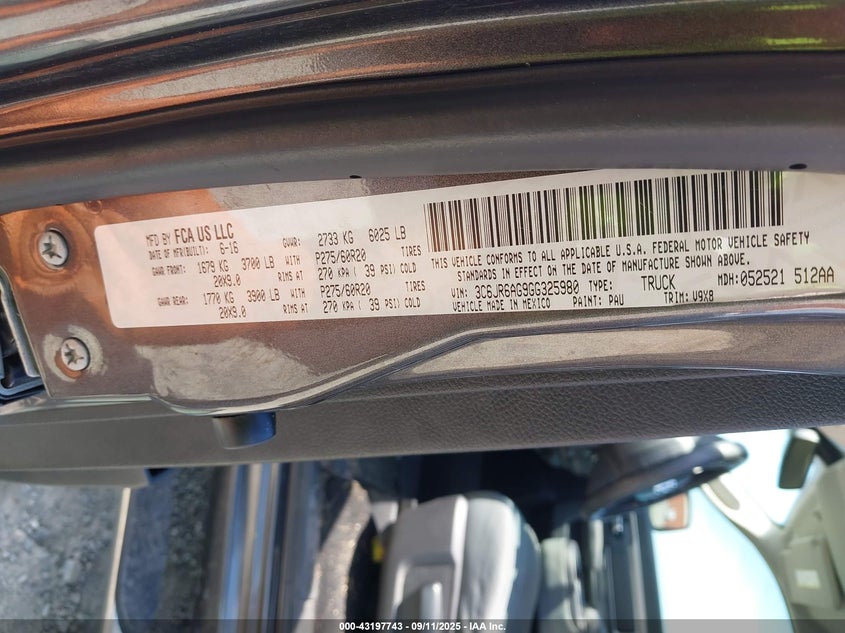 MFD BY FCA US LLC
DATE OF MFR(BUILT): 6-16 GVWR: 2733 KG 6025 LB
GAWR FRONT: 1679 KG 3700 LB WITH P275/60R20 TIRES
20X9.0 RIMS AT 270 KPA ( 39 PSI) COLD
GAWR REAR: 1770 KG 3900 LB WITH P275/60R20 TIRES
20X9.0 RIMS AT 270 KPA ( 39 PSI) COLD
THIS VEHICLE CONFORMS TO ALL APPLICABLE U.S.A. FEDERAL MOTOR VEHICLE SAFETY
STANDARDS IN EFFECT ON THE DATE OF MANUFACTURE SHOWN ABOVE.
VIN: 3C6JR6AG9GG325980 TYPE: TRUCK MDH: 052521 512AA
VEHICLE MADE IN MEXICO PAINT: PAU TRIM: V9X8
000-43197743 - 09/11/2025 - IAA Inc.